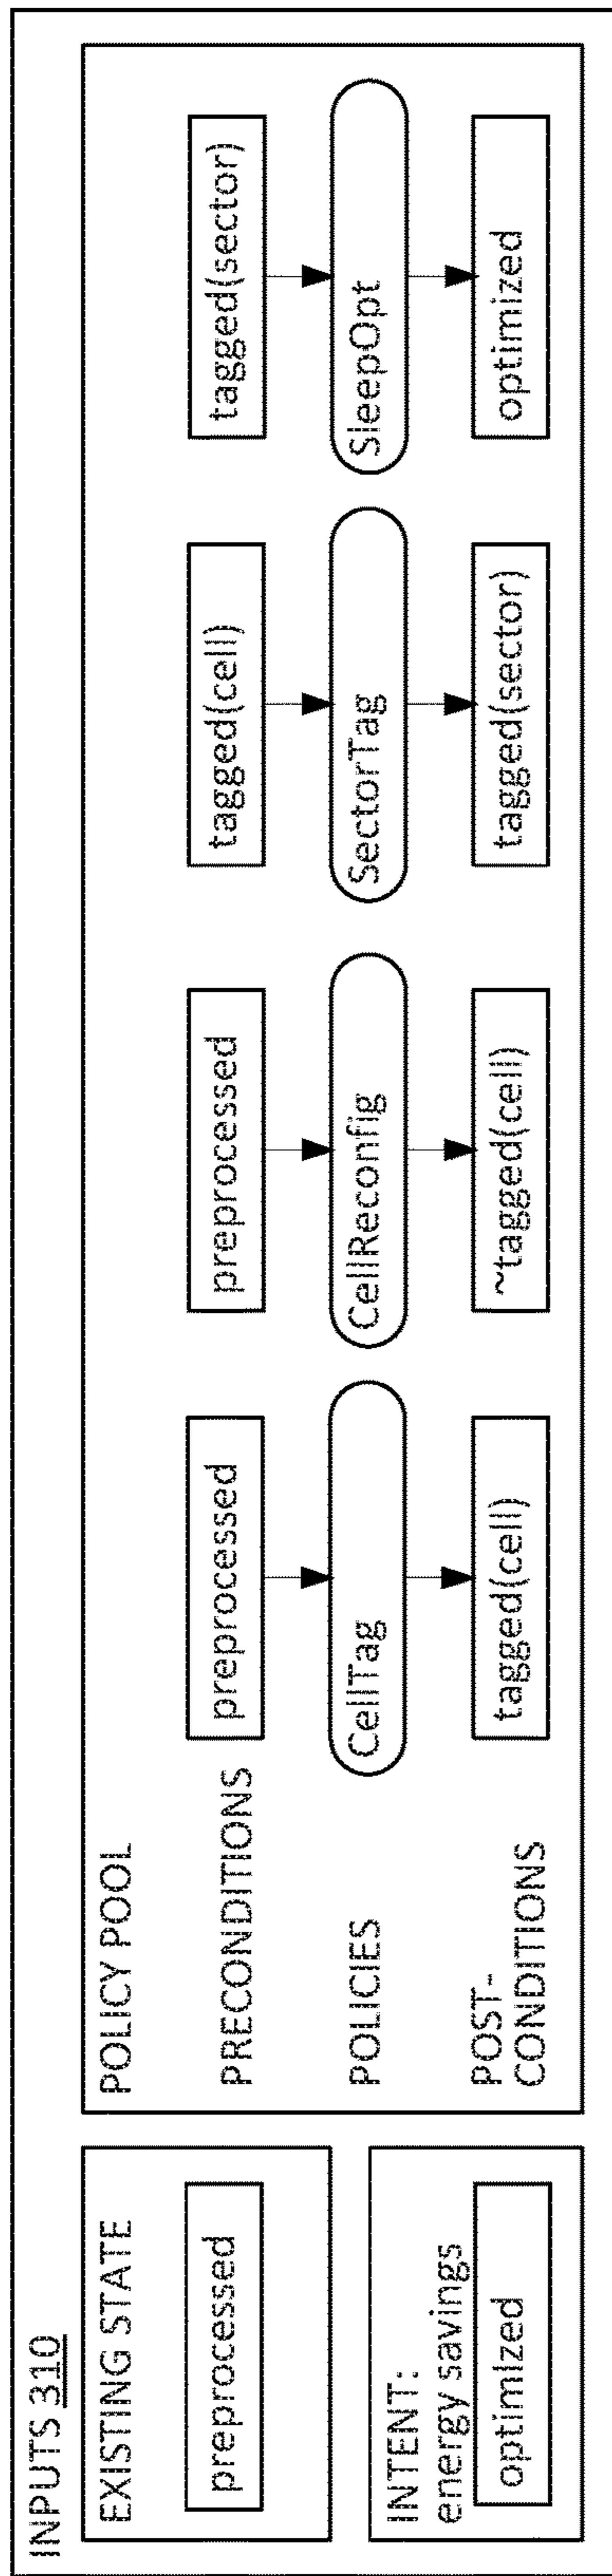 INPUTS 310
EXISTING STATE
preprocessed
INTENT:
energy savings
optimized
POLICY POOL
PRECONDITIONS
preprocessed
preprocessed
tagged(cell)
tagged(sector)
POLICIES
CellTag
CellReconfig
SectorTag
SleepOpt
POST-
CONDITIONS
tagged(cell)
~tagged(cell)
tagged(sector)
optimized